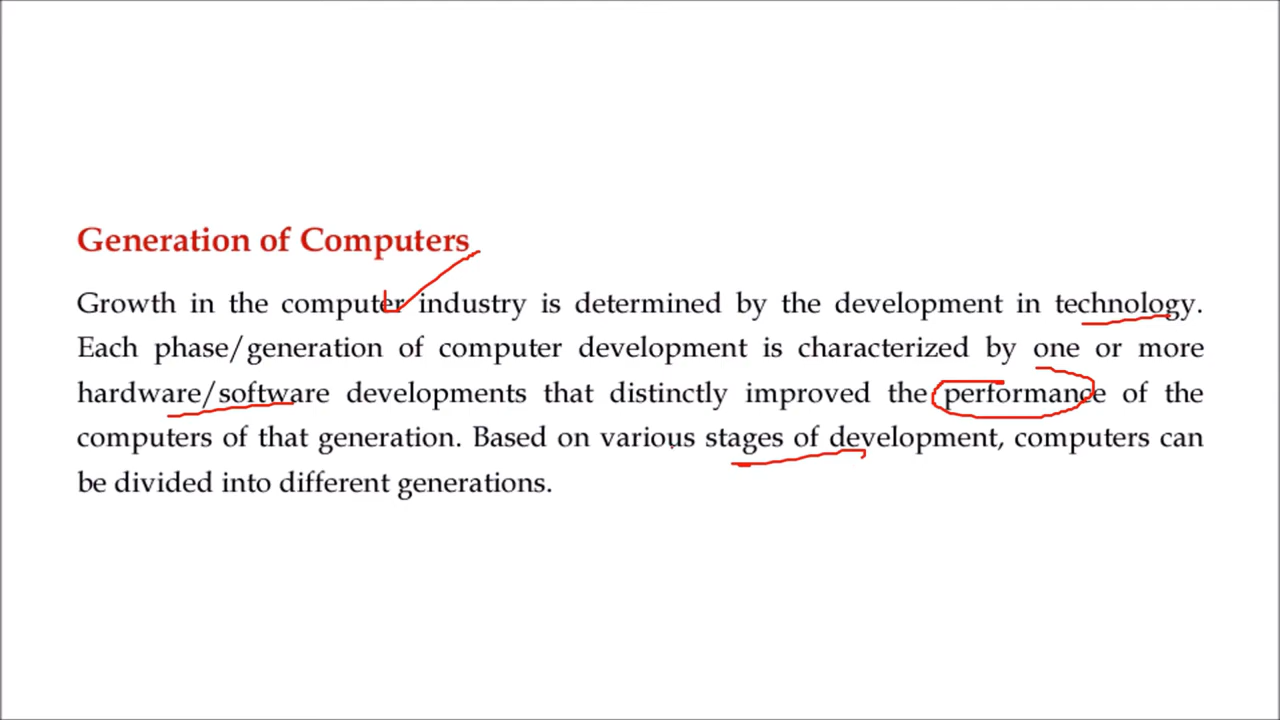 Generation of Computers
Growth in the computer industry is determined by the development in technology.
Each phase/generation of computer development is characterized by one or more
hardware/software developments that distinctly improved the performance of the
computers of that generation. Based on various stages of development, computers can
be divided into different generations.